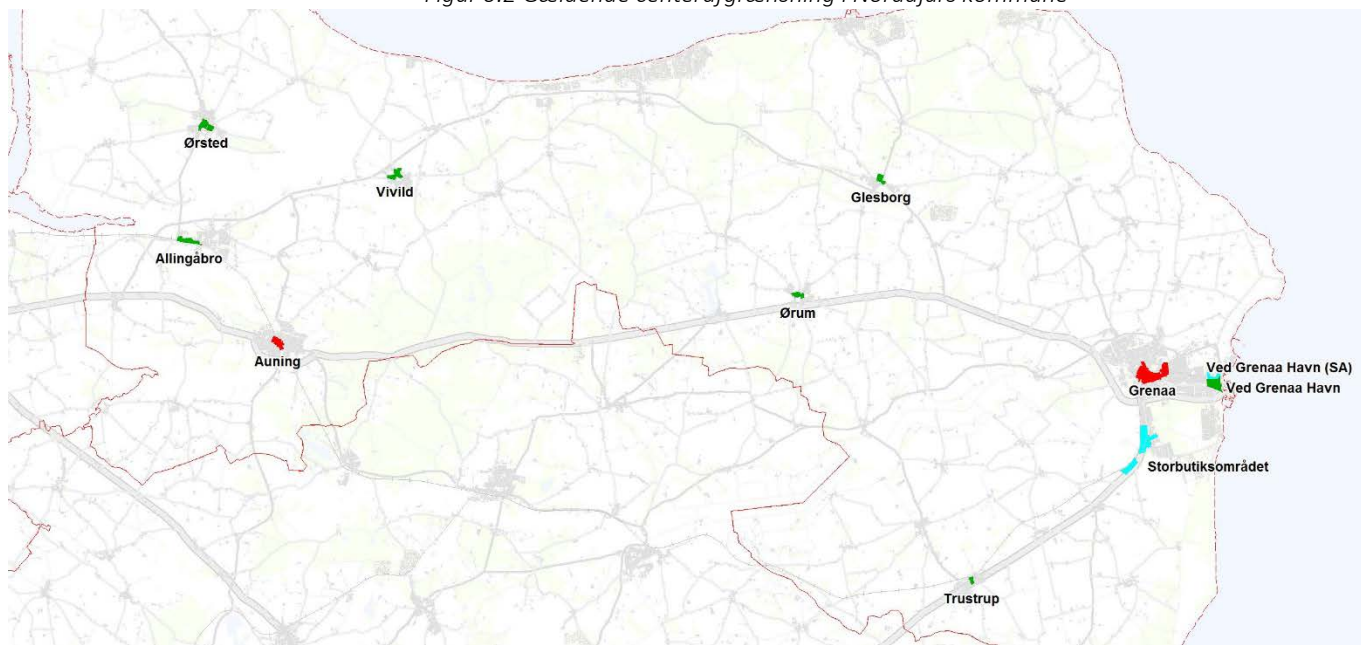 Ørsted
Vivild
Glesborg
Allingåbro
Ørum
Auning
Ved Grenaa Havn (SA)
Grenaa
Ved Grenaa Havn
Storbutiksområdet
Trustrup